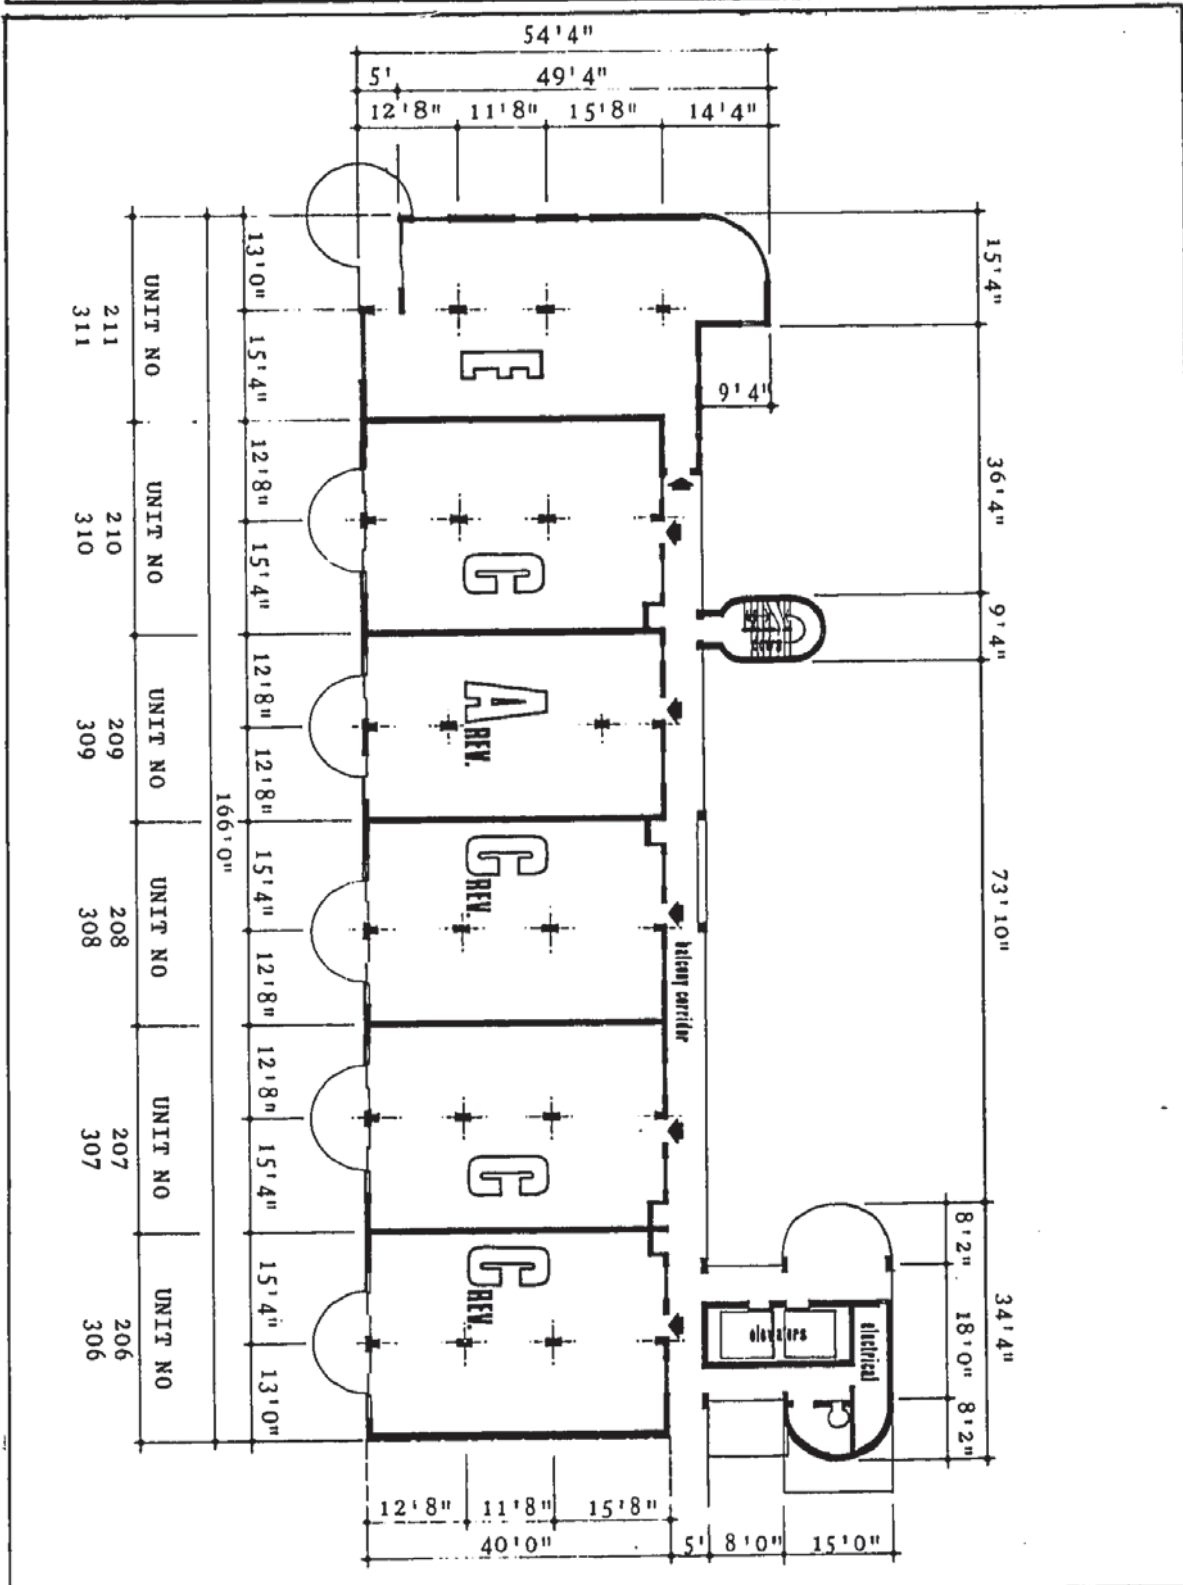 54'4"
5' 49'4"
12'8" 11'8" 15'8" 14'4"
13'0"
15'4"
12'8"
15'4"
12'8"
12'8"
15'4"
12'8"
12'8"
15'4"
15'4"
13'0"
166'0"
UNIT NO
211
311
UNIT NO
210
310
UNIT NO
209
309
UNIT NO
208
308
UNIT NO
207
307
UNIT NO
206
306
E
C
A
REV.
C
REV.
C
C
REV.
balcony corridor
elevators
electrical
15'4"
9'4"
36'4"
9'4"
73'10"
34'4"
8'2"
18'0"
8'2"
12'8" 11'8" 15'8"
40'0" 5' 8'0" 15'0"